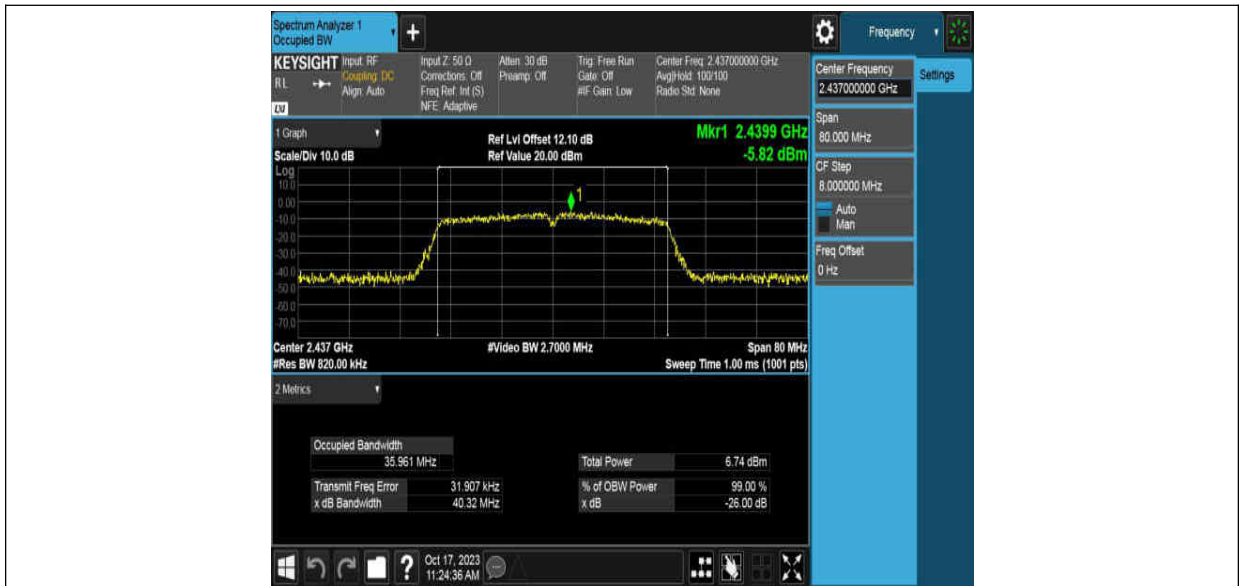 Spectrum Analyzer 1
Occupied BW
Frequency
KEYSIGHT
RL
LXI
Input: RF
Coupling: DC
Align: Auto
Input Z: 50 Ω
Corrections: Off
Freq Ref: Int (S)
NFE: Adaptive
Atten: 30 dB
Preamp: Off
Trig: Free Run
Gate: Off
#IF Gain: Low
Center Freq: 2.437000000 GHz
Avg|Hold: 100/100
Radio Std: None
Center Frequency
2.437000000 GHz
Settings
Span
80.000 MHz
CF Step
8.000000 MHz
Auto
Man
Freq Offset
0 Hz
1 Graph
Scale/Div 10.0 dB
Ref Lvl Offset 12.10 dB
Ref Value 20.00 dBm
Mkr1 2.4399 GHz
-5.82 dBm
Log
10.0
0.00
-10.0
-20.0
-30.0
-40.0
-50.0
-60.0
-70.0
1
Center 2.437 GHz
#Video BW 2.7000 MHz
Span 80 MHz
#Res BW 820.00 kHz
Sweep Time 1.00 ms (1001 pts)
2 Metrics
Occupied Bandwidth
35.961 MHz
Total Power 6.74 dBm
Transmit Freq Error 31.907 kHz
% of OBW Power 99.00 %
x dB Bandwidth 40.32 MHz
x dB -26.00 dB
?
Oct 17, 2023
11:24:36 AM